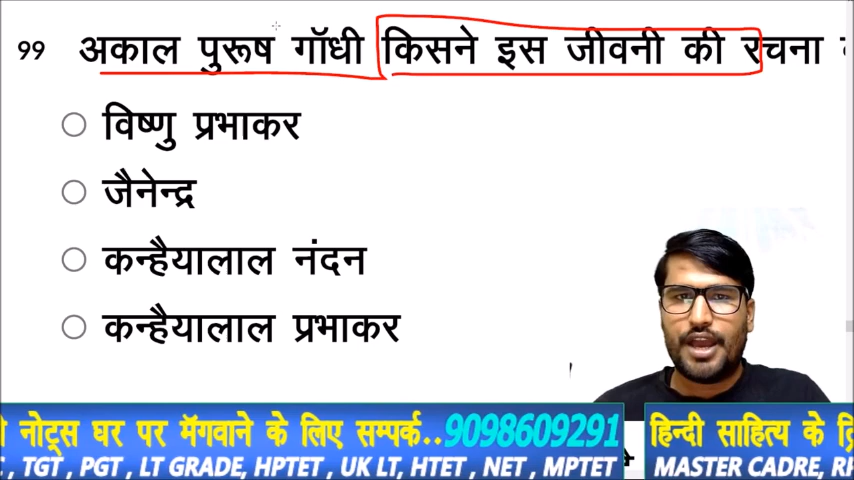 99 अकाल पुरूष गॉधी किसने इस जीवनी की रचना
विष्णु प्रभाकर
जैनेन्द्र
कन्हैयालाल नंदन
कन्हैयालाल प्रभाकर
नोट्स घर पर मॅगवाने के लिए सम्पर्क..9098609291 हिन्दी साहित्य के
, TGT , PGT , LT GRADE, HPTET , UK LT, HTET , NET , MPTET MASTER CADRE,